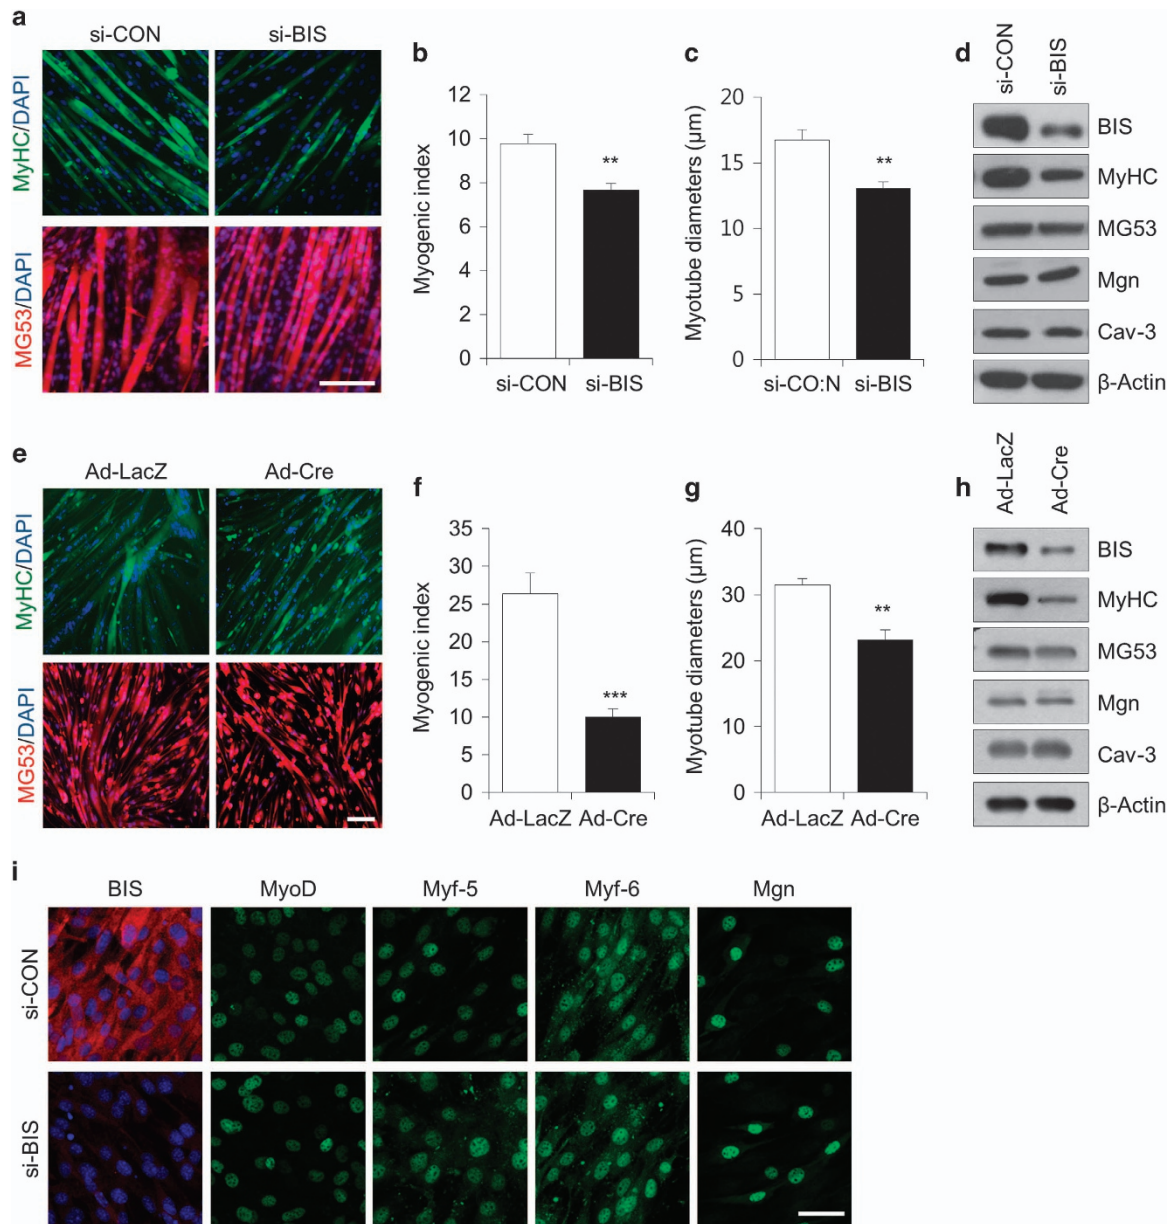 a
si-CON si-BIS
MyHC/DAPI
MG53/DAPI
b
Myogenic index
12
10
8
6
4
2
0
**
si-CON si-BIS
c
Myotube diameters (µm)
20
15
10
5
0
**
si-CO:N si-BIS
d
si-CON si-BIS
BIS
MyHC
MG53
Mgn
Cav-3
β-Actin
e
Ad-LacZ Ad-Cre
MyHC/DAPI
MG53/DAPI
f
Myogenic index
35
30
25
20
15
10
5
0
***
Ad-LacZ Ad-Cre
g
Myotube diameters (µm)
40
30
20
10
0
**
Ad-LacZ Ad-Cre
h
Ad-LacZ Ad-Cre
BIS
MyHC
MG53
Mgn
Cav-3
β-Actin
i
BIS MyoD Myf-5 Myf-6 Mgn
si-CON
si-BIS